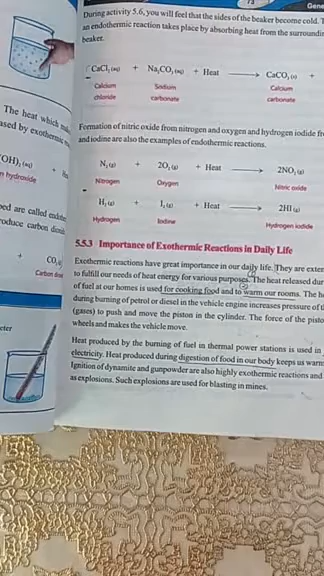 73
Gene
During activity 5.6, you will feel that the sides of the beaker become cold. T
an endothermic reaction takes place by absorbing heat from the surroundin
beaker.
CaCl₂ (aq) + Na₂CO₃ (aq) + Heat ⟶ CaCO₃ (s) +
Calcium chloride Sodium carbonate Calcium carbonate
The heat which
ased by exothermic
Formation of nitric oxide from nitrogen and oxygen and hydrogen iodide fr
and iodine are also the examples of endothermic reactions.
OH)₂ (aq) +
n hydroxide
N₂ (g) + 2O₂ (g) + Heat ⟶ 2NO₂ (g)
Nitrogen Oxygen Nitric oxide
H₂ (g) + I₂ (g) + Heat ⟶ 2HI (g)
Hydrogen Iodine Hydrogen iodide
are called
roduce carbon
+ CO₂
Carbon
5.5.3 Importance of Exothermic Reactions in Daily Life
Exothermic reactions have great importance in our daily life. They are exten
to fulfill our needs of heat energy for various purposes. The heat released dur
of fuel at our homes is used for cooking food and to warm our rooms. The h
during burning of petrol or diesel in the vehicle engine increases pressure of t
(gases) to push and move the piston in the cylinder. The force of the pisto
wheels and makes the vehicle move.
eter
Heat produced by the burning of fuel in thermal power stations is used in
electricity. Heat produced during digestion of food in our body keeps us warm
Ignition of dynamite and gunpowder are also highly exothermic reactions and
as explosions. Such explosions are used for blasting in mines.